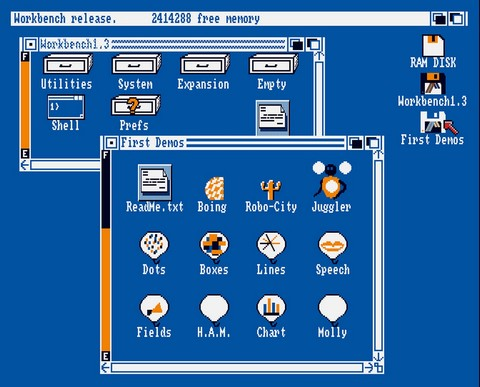 Workbench release. 2414288 free memory
Workbench1.3
RAM DISK
Utilities System Expansion Empty
Workbench1.3
1>
Shell Prefs
First Demos
First Demos
F
E
F
E
ReadMe.txt Boing Robo-City Juggler
Dots Boxes Lines Speech
Fields H.A.M. Chart Molly